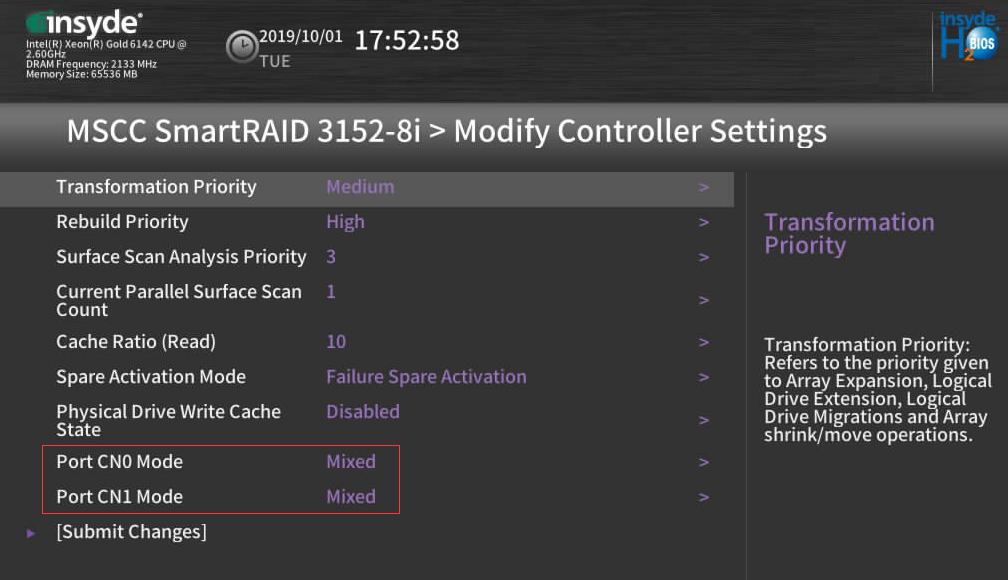 insyde®
Intel(R) Xeon(R) Gold 6142 CPU @
2.60GHz
DRAM Frequency: 2133 MHz
Memory Size: 65536 MB
2019/10/01 17:52:58
TUE
insyde®
H2BIOS
MSCC SmartRAID 3152-8i > Modify Controller Settings
Transformation Priority Medium >
Rebuild Priority High >
Surface Scan Analysis Priority 3 >
Current Parallel Surface Scan 1
Count >
Cache Ratio (Read) 10 >
Spare Activation Mode Failure Spare Activation >
Physical Drive Write Cache Disabled
State >
Port CN0 Mode Mixed >
Port CN1 Mode Mixed >
[Submit Changes]
Transformation
Priority
Transformation Priority:
Refers to the priority given
to Array Expansion, Logical
Drive Extension, Logical
Drive Migrations and Array
shrink/move operations.